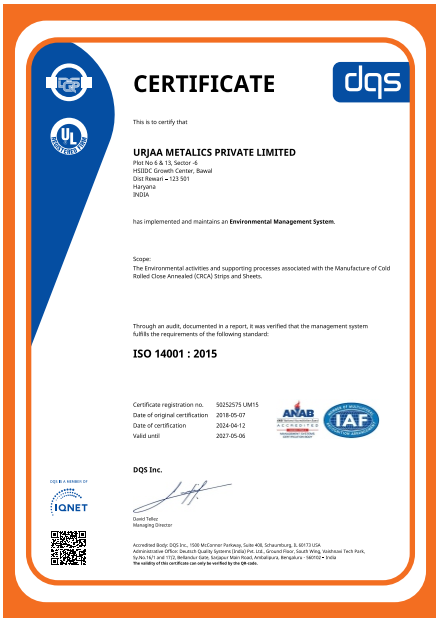 CERTIFICATE
dqs
DQS
UL
REGISTERED FIRM
This is to certify that
URJAA METALICS PRIVATE LIMITED
Plot No 6 & 13, Sector -6
HSIIDC Growth Center, Bawal
Dist Rewari – 123 501
Haryana
INDIA
has implemented and maintains an Environmental Management System.
Scope:
The Environmental activities and supporting processes associated with the Manufacture of Cold
Rolled Close Annealed (CRCA) Strips and Sheets.
Through an audit, documented in a report, it was verified that the management system
fulfills the requirements of the following standard:
ISO 14001 : 2015
Certificate registration no. 50252575 UM15
Date of original certification 2018-05-07
Date of certification 2024-04-12
Valid until 2027-05-06
ANAB
ACCREDITED
IAF
DQS Inc.
DQS IS A MEMBER OF
IQNET
David Tellez
Managing Director
Accredited Body: DQS Inc., 1500 McConnor Parkway, Suite 400, Schaumburg, IL 60173 USA
Administrative Office: Deutsch Quality Systems (India) Pvt. Ltd., Ground Floor, South Wing, Vaishnavi Tech Park,
Sy.No.16/1 and 17/2, Bellandur Gate, Sarjapur Main Road, Ambalipura, Bengaluru - 560102 – India
The validity of this certificate can only be verified by the QR-code.